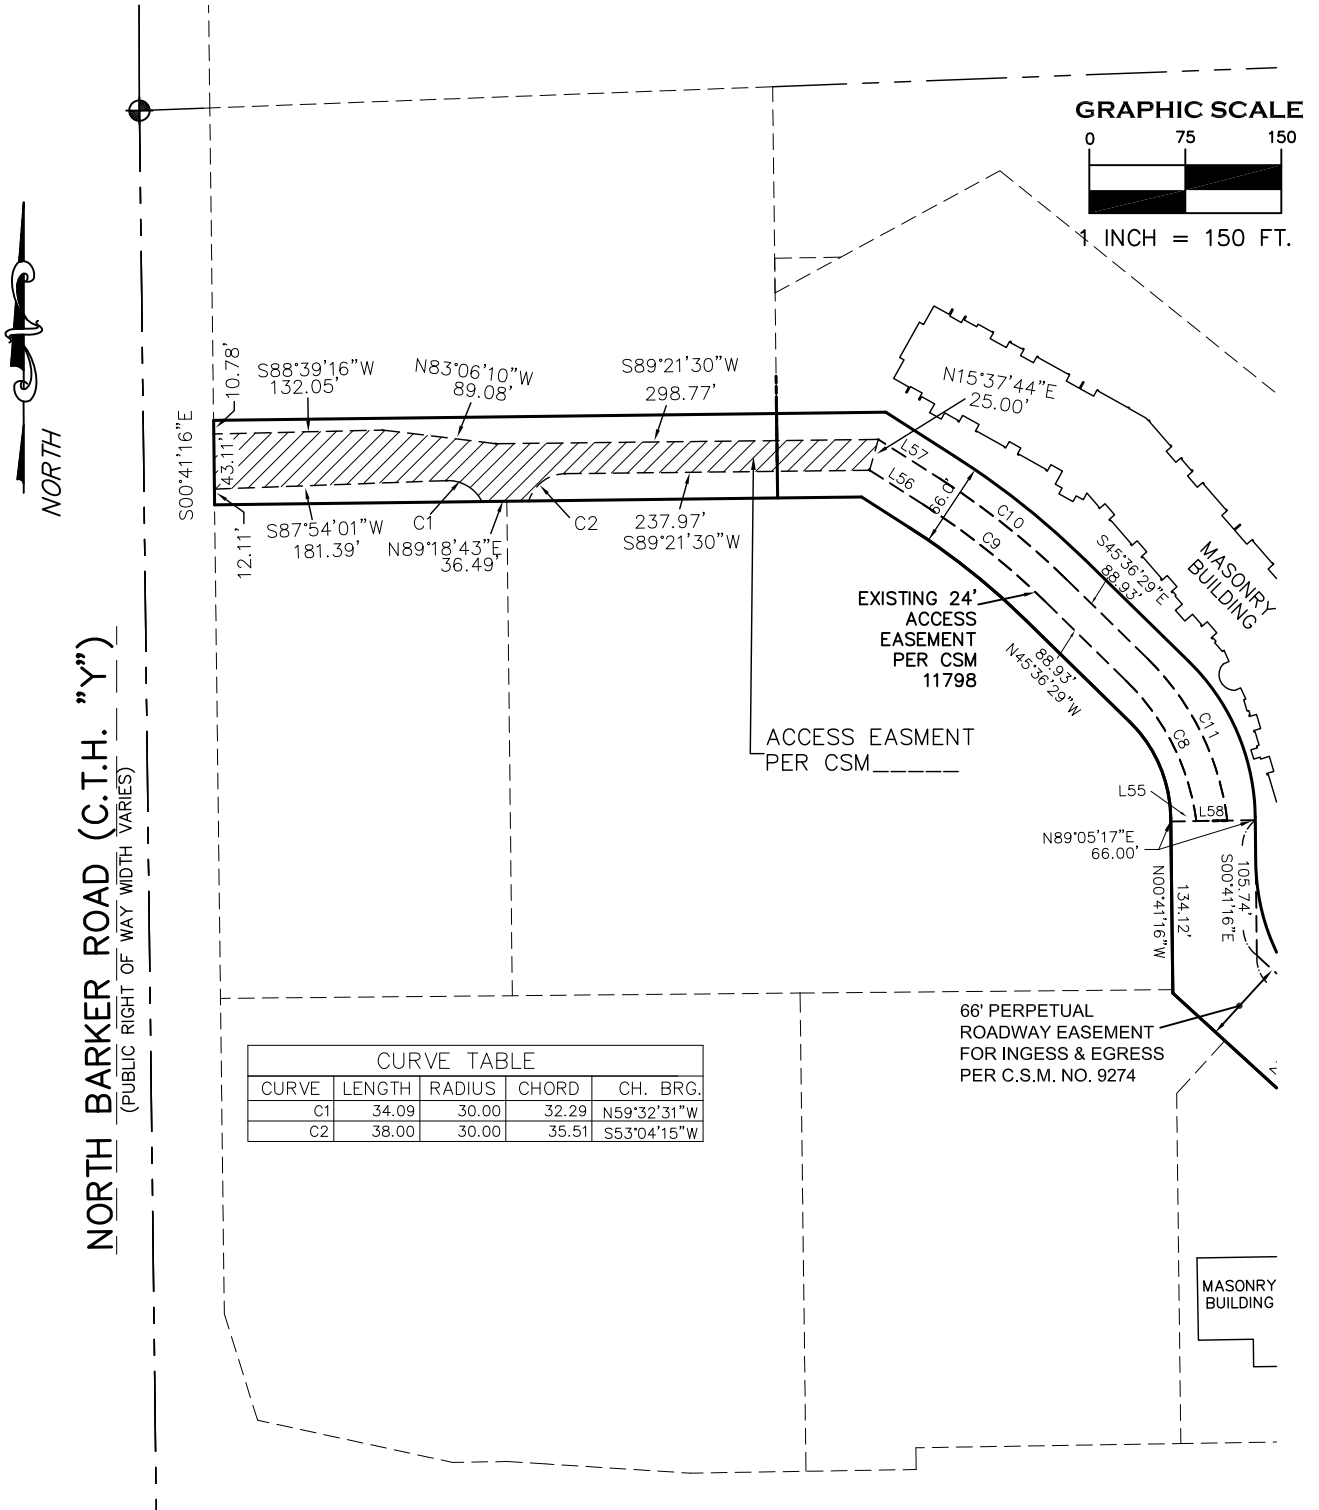 GRAPHIC SCALE
0 75 150
1 INCH = 150 FT.
NORTH
10.78'
S88°39'16"W
132.05'
N83°06'10"W
89.08'
S89°21'30"W
298.77'
N15°37'44"E
25.00'
S00°41'16"E
43.11'
12.11'
S87°54'01"W
181.39'
C1
N89°18'43"E
36.49'
C2
237.97'
S89°21'30"W
L57
L56
66.0'
C10
C9
S45°36'29"E
88.93'
MASONRY
BUILDING
EXISTING 24'
ACCESS
EASEMENT
PER CSM
11798
88.93'
N45°36'29"W
ACCESS EASMENT
PER CSM_____
C8
C11
L55
L58
N89°05'17"E
66.00'
N00°41'16"W
134.12'
105.74'
S00°41'16"E
66' PERPETUAL
ROADWAY EASEMENT
FOR INGESS & EGRESS
PER C.S.M. NO. 9274
NORTH BARKER ROAD (C.T.H. "Y")
(PUBLIC RIGHT OF WAY WIDTH VARIES)
CURVE TABLE
CURVE LENGTH RADIUS CHORD CH. BRG.
C1 34.09 30.00 32.29 N59°32'31"W
C2 38.00 30.00 35.51 S53°04'15"W
MASONRY
BUILDING